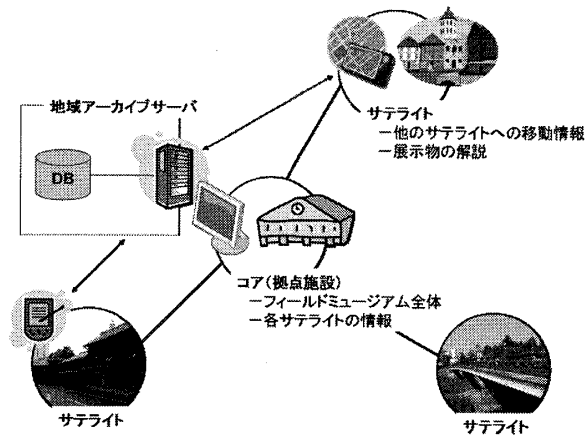 地域アーカイブサーバ
DB
サテライト
ー他のサテライトへの移動情報
ー展示物の解説
コア(拠点施設)
ーフィールドミュージアム全体
ー各サテライトの情報
サテライト
サテライト